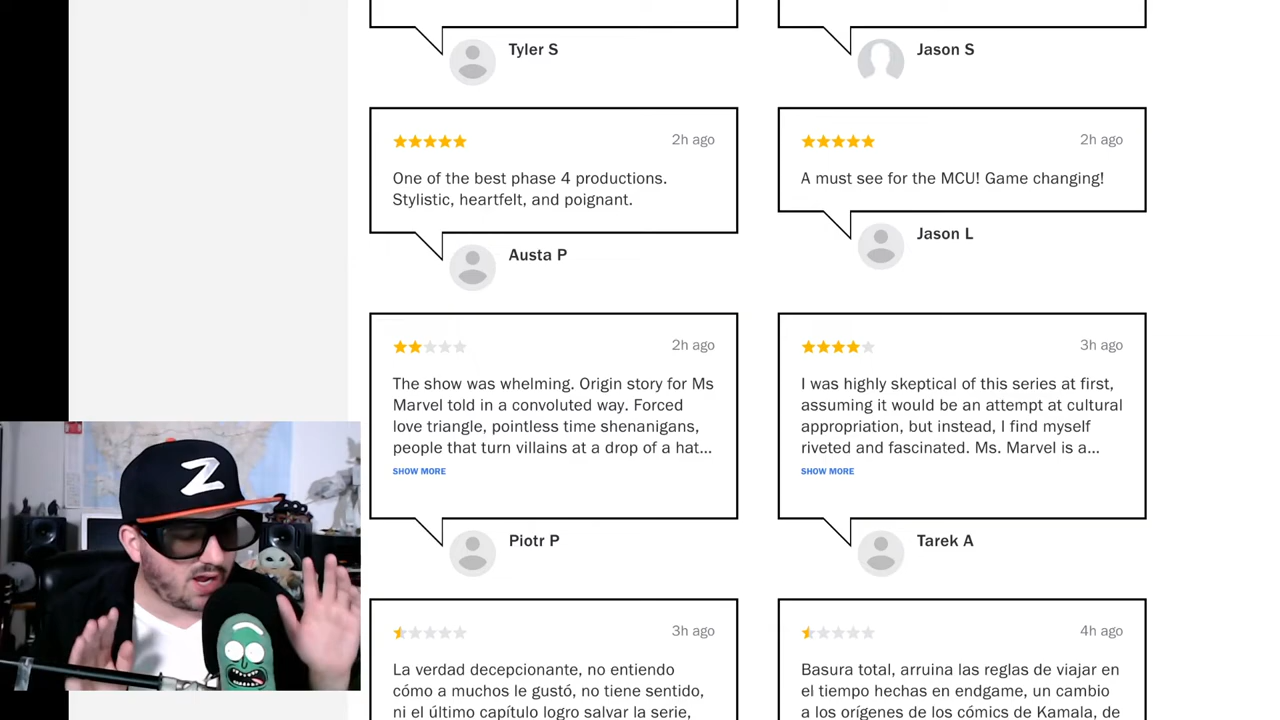 Tyler S
Jason S
2h ago
One of the best phase 4 productions.
Stylistic, heartfelt, and poignant.
Austa P
2h ago
A must see for the MCU! Game changing!
Jason L
2h ago
The show was whelming. Origin story for Ms
Marvel told in a convoluted way. Forced
love triangle, pointless time shenanigans,
people that turn villains at a drop of a hat...
SHOW MORE
Piotr P
3h ago
I was highly skeptical of this series at first,
assuming it would be an attempt at cultural
appropriation, but instead, I find myself
riveted and fascinated. Ms. Marvel is a...
SHOW MORE
Tarek A
3h ago
La verdad decepcionante, no entiendo
cómo a muchos le gustó, no tiene sentido,
ni el último capítulo logro salvar la serie,
4h ago
Basura total, arruina las reglas de viajar en
el tiempo hechas en endgame, un cambio
a los orígenes de los cómics de Kamala, de
Z